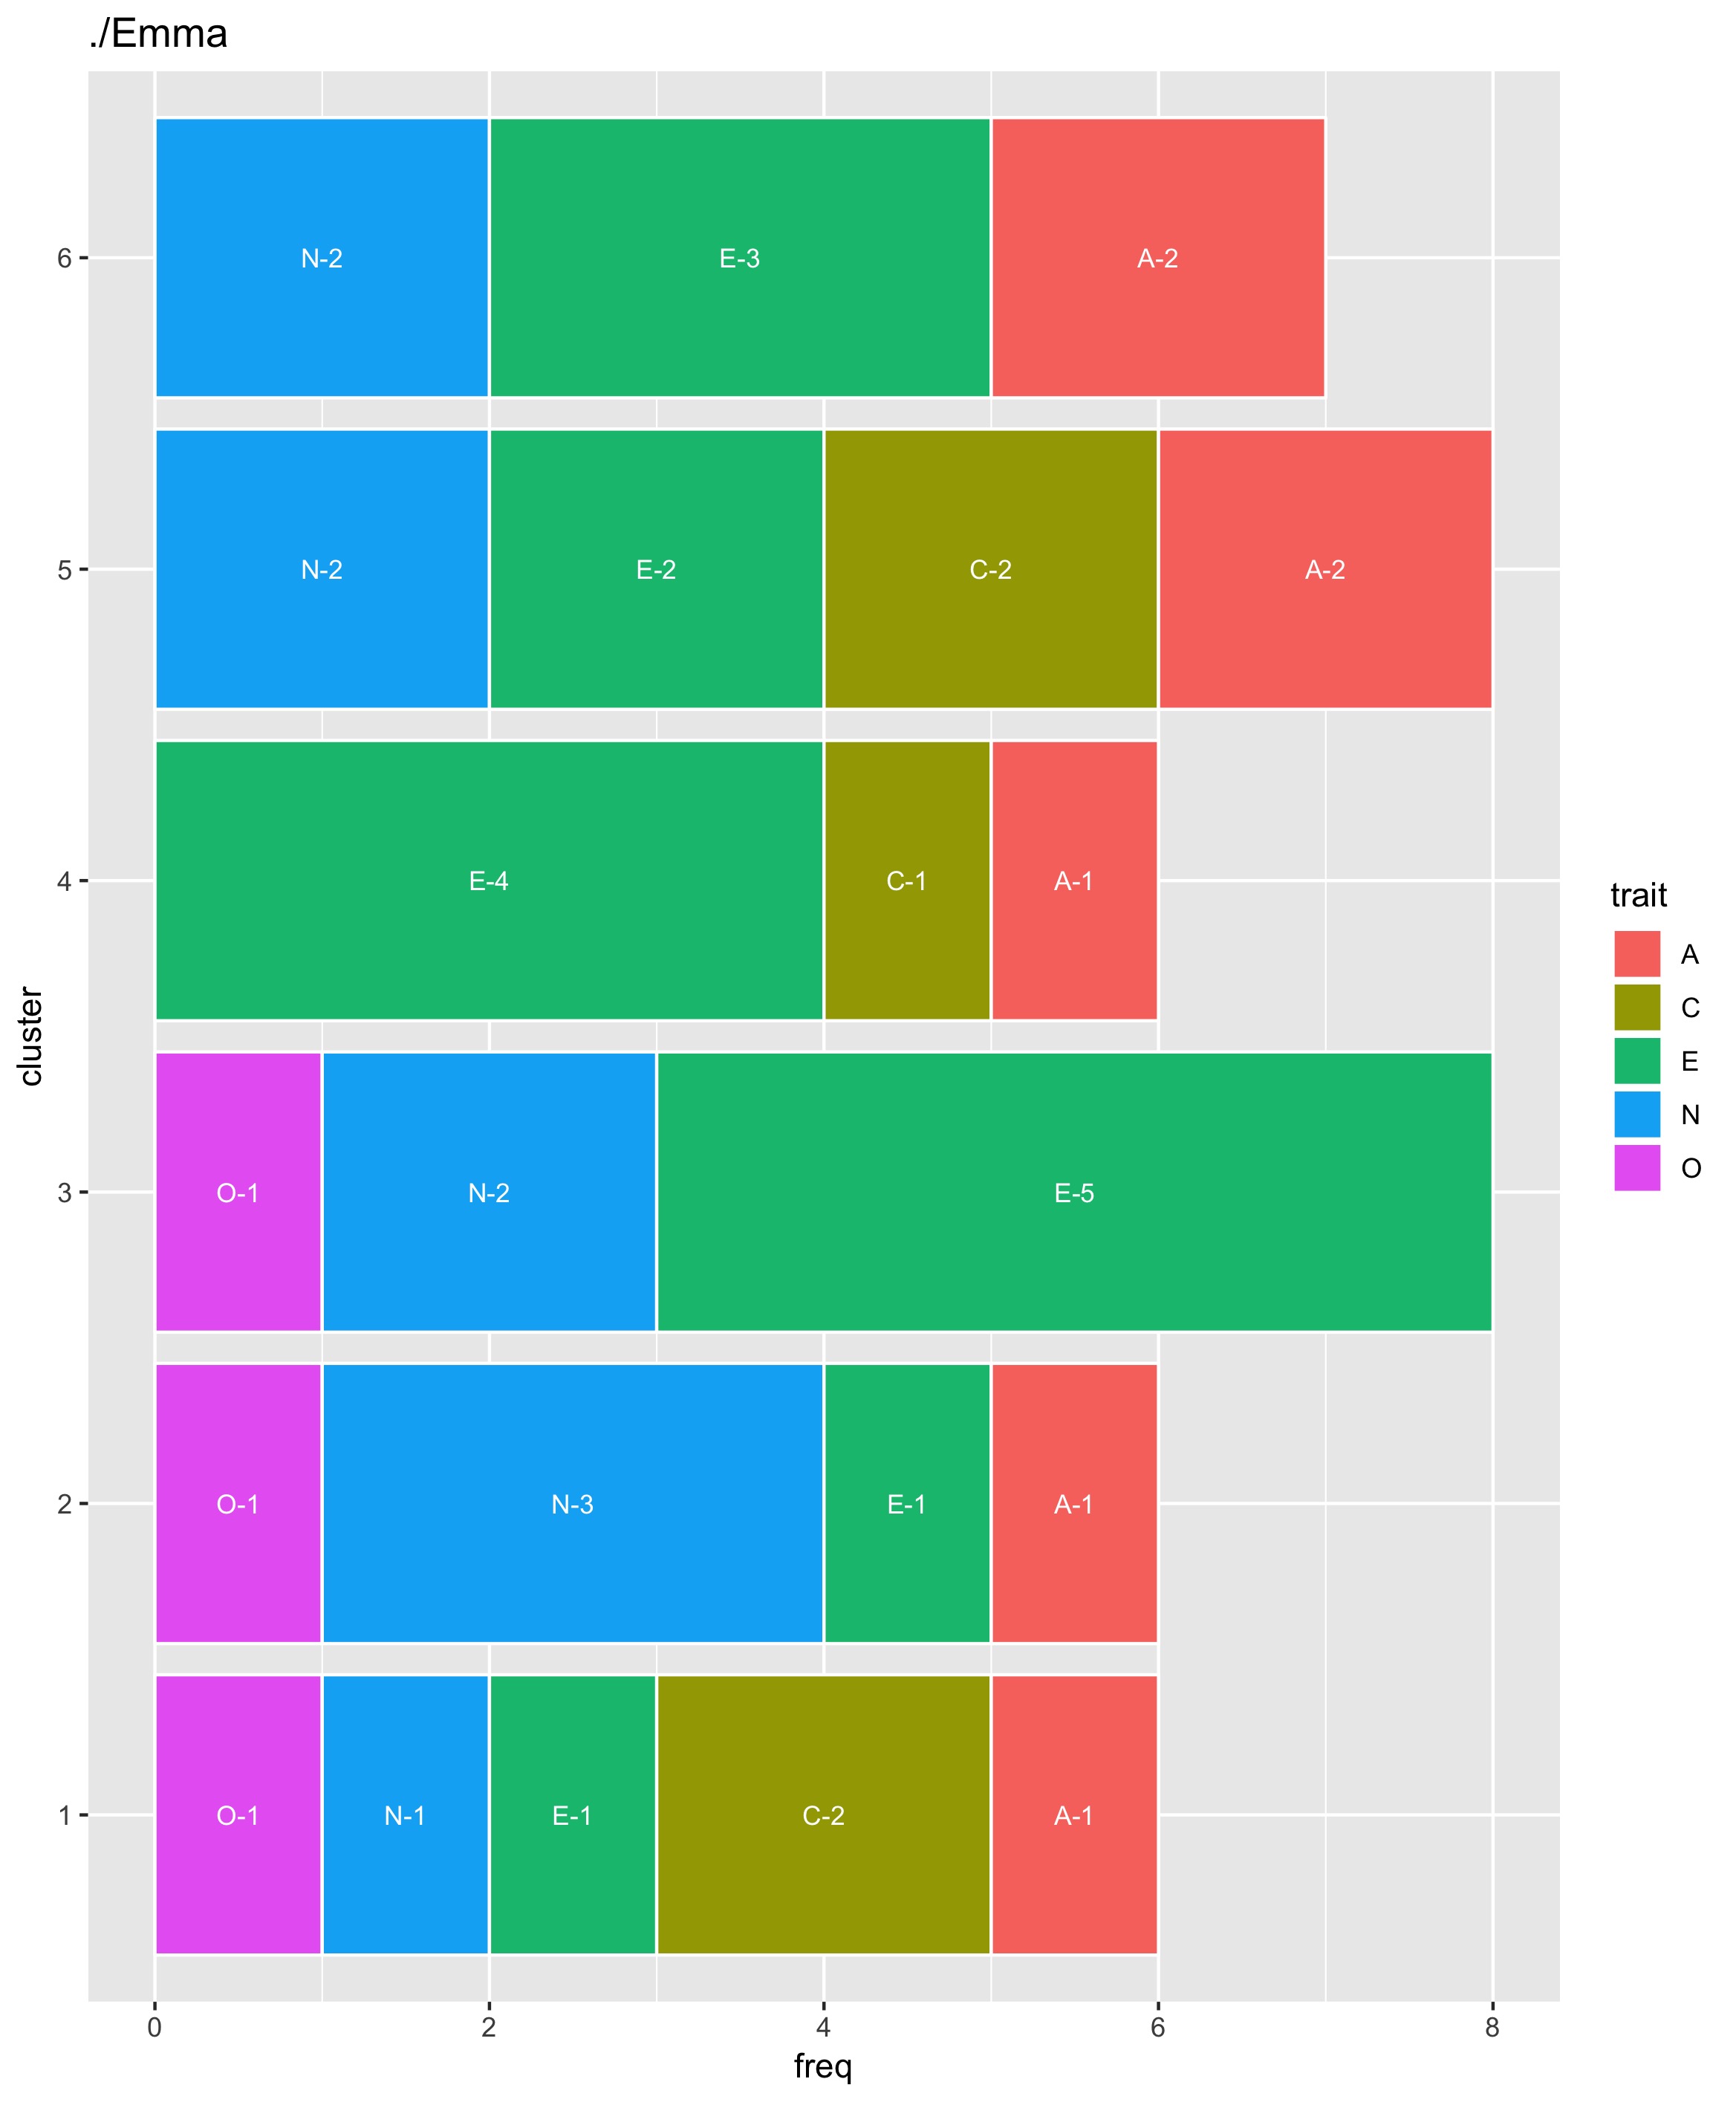 ./Emma
6
N-2 E-3 A-2
5
N-2 E-2 C-2 A-2
4
E-4 C-1 A-1
3
O-1 N-2 E-5
2
O-1 N-3 E-1 A-1
1
O-1 N-1 E-1 C-2 A-1
0 2 4 6 8
freq
cluster
trait
A
C
E
N
O